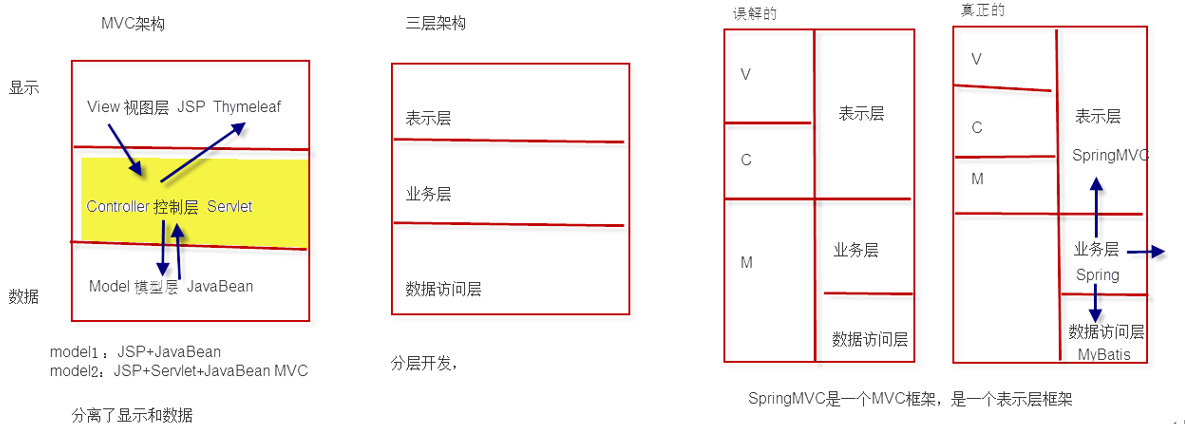 MVC架构
显示
View 视图层 JSP Thymeleaf
Controller 控制层 Servlet
Model 模型层 JavaBean
数据
model1：JSP+JavaBean
model2：JSP+Servlet+JavaBean MVC
分离了显示和数据
三层架构
表示层
业务层
数据访问层
分层开发，
误解的
V
C
M
表示层
业务层
数据访问层
真正的
V
C
M
表示层
SpringMVC
业务层
Spring
数据访问层
MyBatis
SpringMVC是一个MVC框架，是一个表示层框架